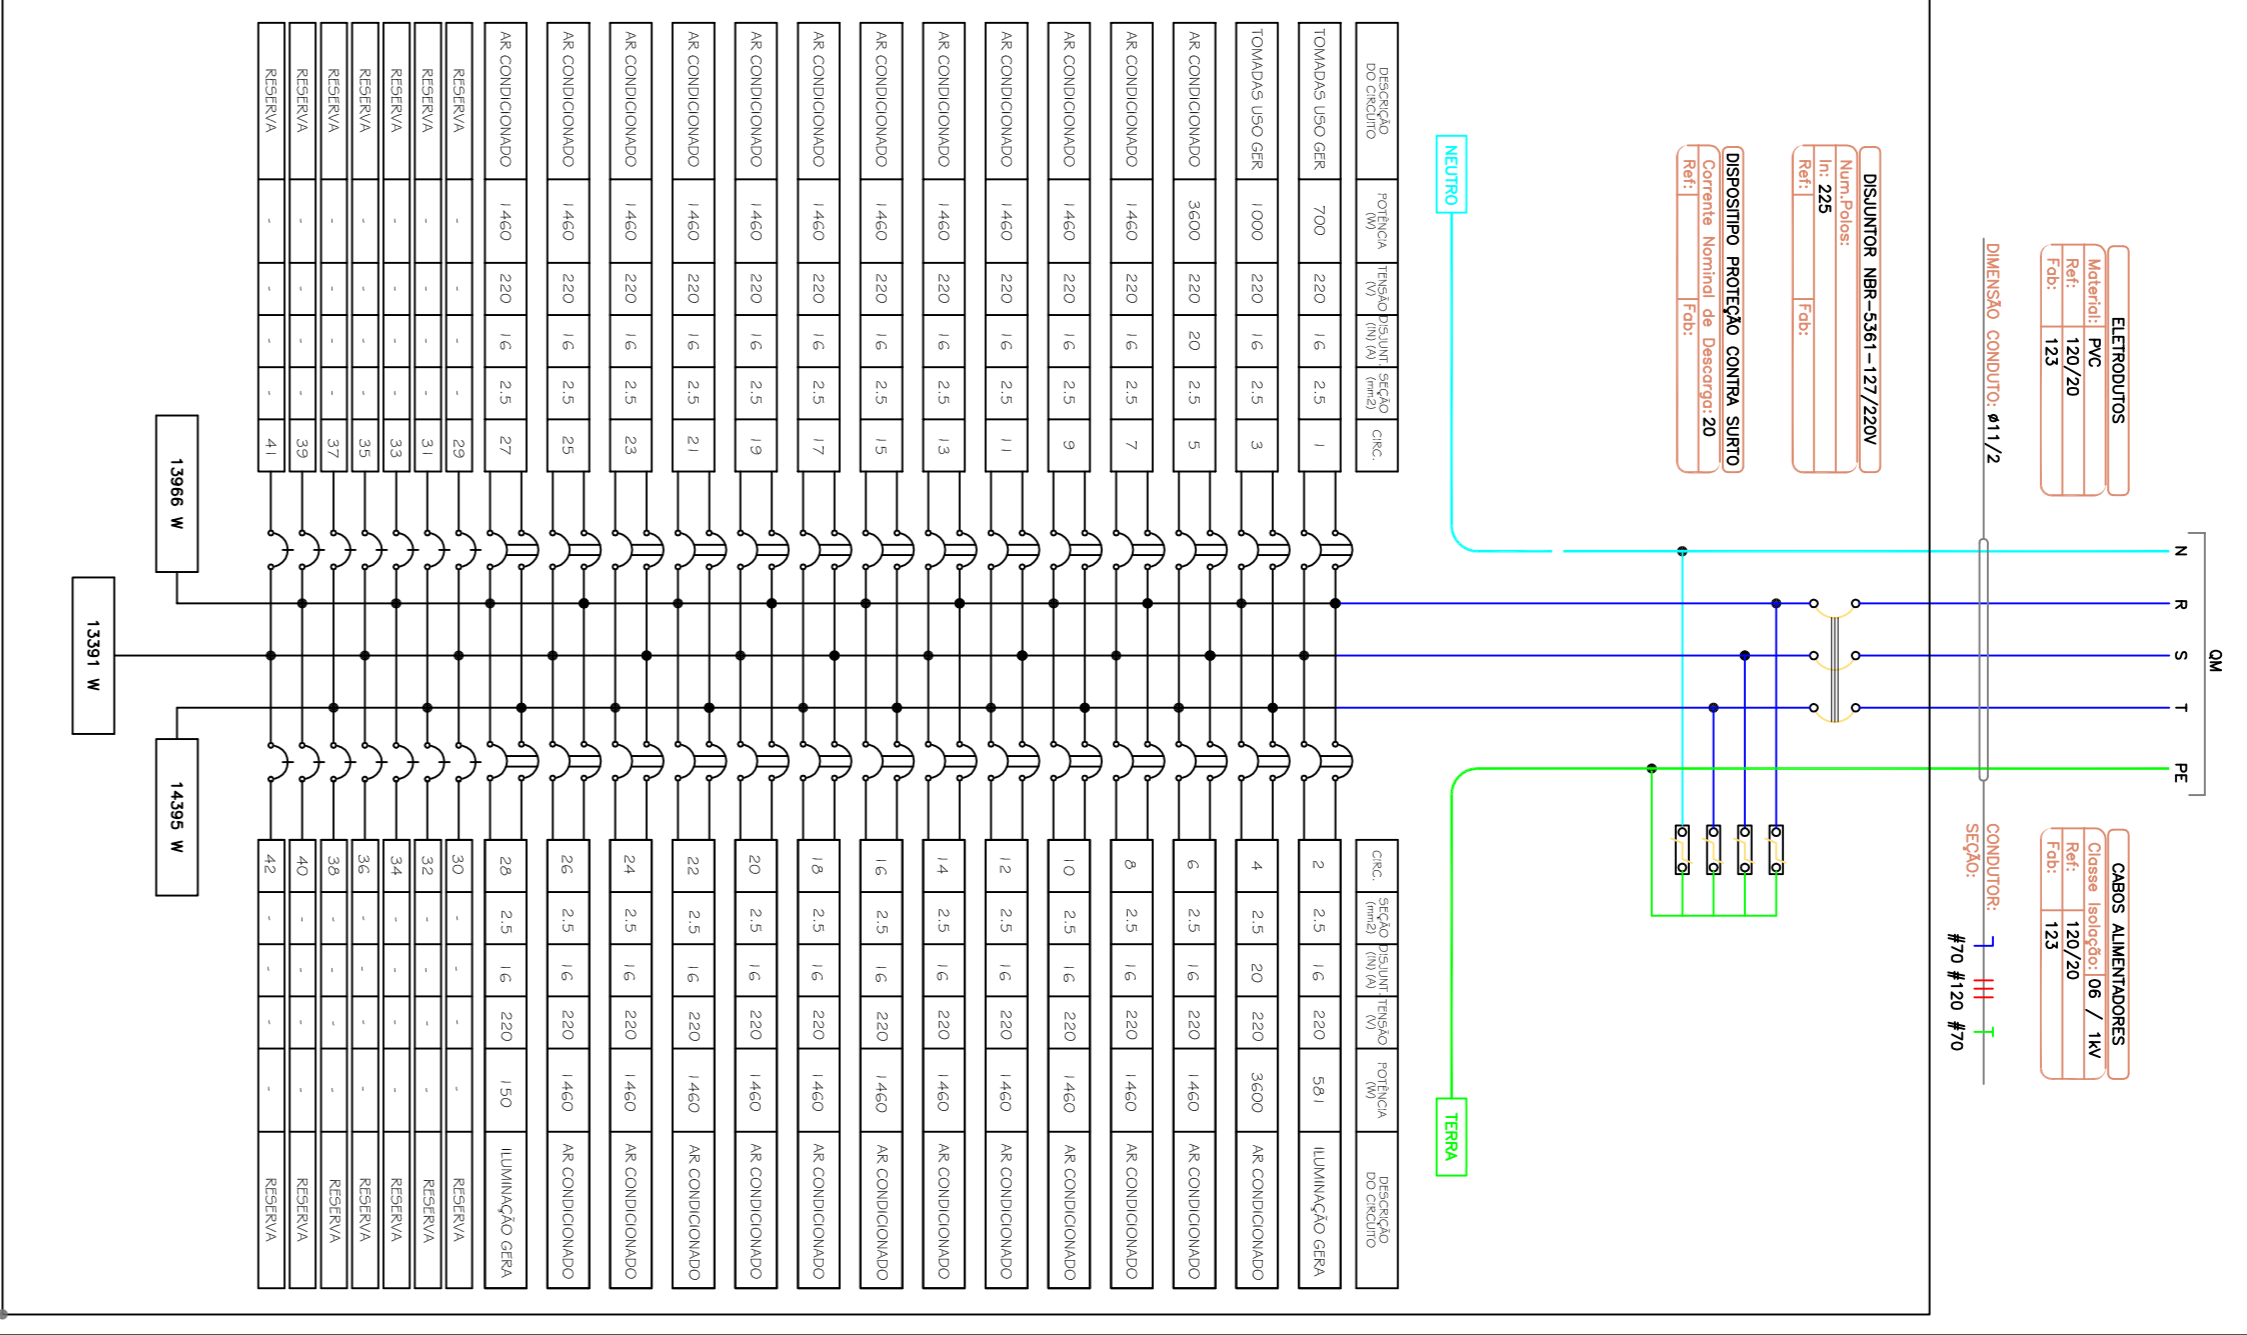 QM
N
R
S
T
PE
ELETRODUTOS
Material: PVC
Ref: 120/20
Fab: 123
CABOS ALIMENTADORES
Classe Isolação: 06 / 1kV
Ref: 120/20
Fab: 123
DIMENSÃO CONDUTO: ø11/2
CONDUTOR:
SEÇÃO: #70 #120 #70
DISJUNTOR NBR-5361-127/220V
Num.Polos:
In: 225
Ref: Fab:
DISPOSITIPO PROTEÇÃO CONTRA SURTO
Corrente Nominal de Descarga: 20
Ref: Fab:
NEUTRO
TERRA
DESCRIÇÃO DO CIRCUITO POTÊNCIA (W) TENSÃO (V) DISJUNT. (IN) (A) SEÇÃO (mm2) CIRC. CIRC. SEÇÃO (mm2) DISJUNT. (IN) (A) TENSÃO (V) POTÊNCIA (W) DESCRIÇÃO DO CIRCUITO
TOMADAS USO GER 700 220 16 2.5 1 2 2.5 16 220 581 ILUMINAÇÃO GERA
TOMADAS USO GER 1000 220 16 2.5 3 4 2.5 20 220 3600 AR CONDICIONADO
AR CONDICIONADO 3600 220 20 2.5 5 6 2.5 16 220 1460 AR CONDICIONADO
AR CONDICIONADO 1460 220 16 2.5 7 8 2.5 16 220 1460 AR CONDICIONADO
AR CONDICIONADO 1460 220 16 2.5 9 10 2.5 16 220 1460 AR CONDICIONADO
AR CONDICIONADO 1460 220 16 2.5 11 12 2.5 16 220 1460 AR CONDICIONADO
AR CONDICIONADO 1460 220 16 2.5 13 14 2.5 16 220 1460 AR CONDICIONADO
AR CONDICIONADO 1460 220 16 2.5 15 16 2.5 16 220 1460 AR CONDICIONADO
AR CONDICIONADO 1460 220 16 2.5 17 18 2.5 16 220 1460 AR CONDICIONADO
AR CONDICIONADO 1460 220 16 2.5 19 20 2.5 16 220 1460 AR CONDICIONADO
AR CONDICIONADO 1460 220 16 2.5 21 22 2.5 16 220 1460 AR CONDICIONADO
AR CONDICIONADO 1460 220 16 2.5 23 24 2.5 16 220 1460 AR CONDICIONADO
AR CONDICIONADO 1460 220 16 2.5 25 26 2.5 16 220 1460 AR CONDICIONADO
AR CONDICIONADO 1460 220 16 2.5 27 28 2.5 16 220 150 ILUMINAÇÃO GERA
RESERVA - - - - 29 30 - - - - RESERVA
RESERVA - - - - 31 32 - - - - RESERVA
RESERVA - - - - 33 34 - - - - RESERVA
RESERVA - - - - 35 36 - - - - RESERVA
RESERVA - - - - 37 38 - - - - RESERVA
RESERVA - - - - 39 40 - - - - RESERVA
RESERVA - - - - 41 42 - - - - RESERVA
13966 W
14395 W
13391 W